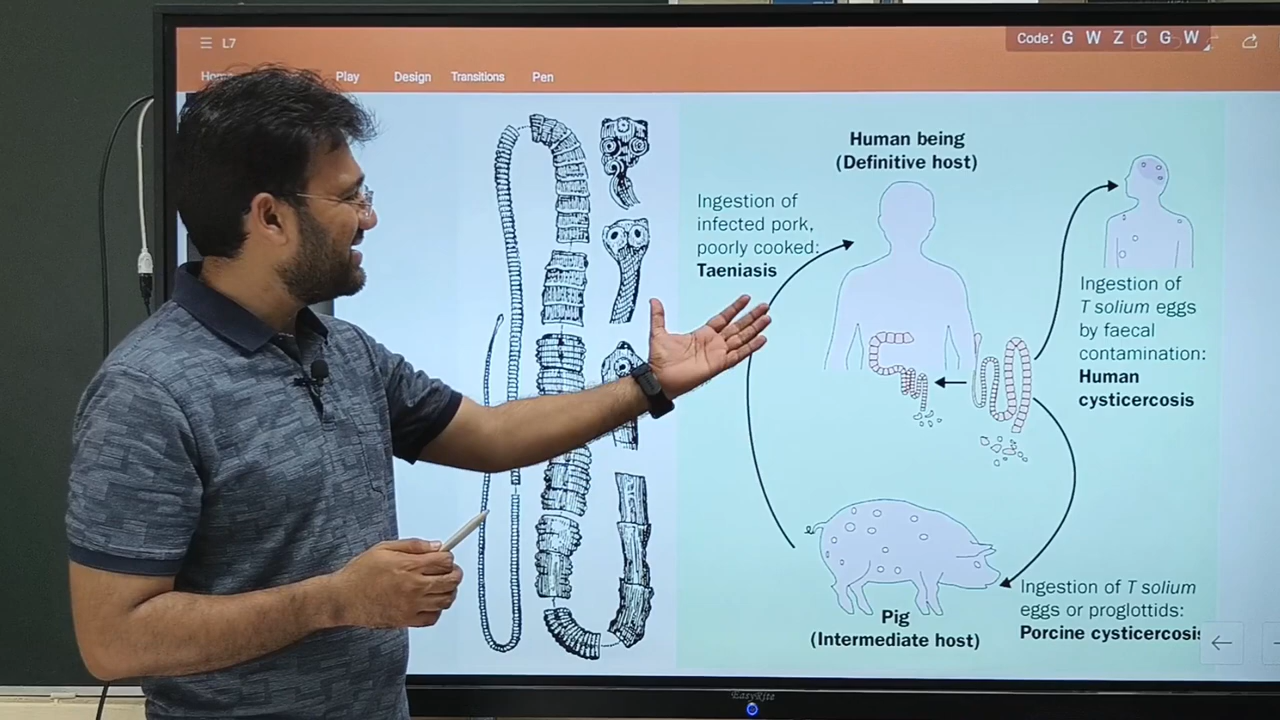 L7
Code: G W Z C G W
Play
Design
Transitions
Pen
Human being
(Definitive host)
Ingestion of
infected pork,
poorly cooked:
Taeniasis
Ingestion of
T solium eggs
by faecal
contamination:
Human
cysticercosis
Pig
(Intermediate host)
Ingestion of T solium
eggs or proglottids:
Porcine cysticercosis
EasyRite